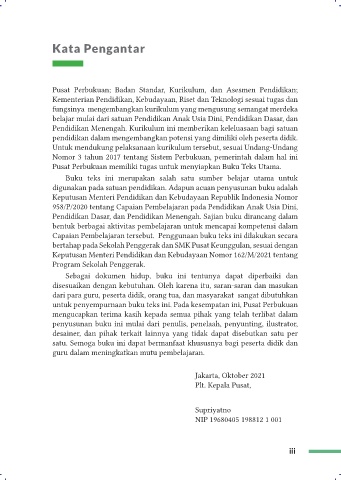 Kata Pengantar
Pusat Perbukuan; Badan Standar, Kurikulum, dan Asesmen Pendidikan;
Kementerian Pendidikan, Kebudayaan, Riset dan Teknologi sesuai tugas dan
fungsinya mengembangkan kurikulum yang mengusung semangat merdeka
belajar mulai dari satuan Pendidikan Anak Usia Dini, Pendidikan Dasar, dan
Pendidikan Menengah. Kurikulum ini memberikan keleluasaan bagi satuan
pendidikan dalam mengembangkan potensi yang dimiliki oleh peserta didik.
Untuk mendukung pelaksanaan kurikulum tersebut, sesuai Undang-Undang
Nomor 3 tahun 2017 tentang Sistem Perbukuan, pemerintah dalam hal ini
Pusat Perbukuan memiliki tugas untuk menyiapkan Buku Teks Utama.
Buku teks ini merupakan salah satu sumber belajar utama untuk
digunakan pada satuan pendidikan. Adapun acuan penyusunan buku adalah
Keputusan Menteri Pendidikan dan Kebudayaan Republik Indonesia Nomor
958/P/2020 tentang Capaian Pembelajaran pada Pendidikan Anak Usia Dini,
Pendidikan Dasar, dan Pendidikan Menengah. Sajian buku dirancang dalam
bentuk berbagai aktivitas pembelajaran untuk mencapai kompetensi dalam
Capaian Pembelajaran tersebut. Penggunaan buku teks ini dilakukan secara
bertahap pada Sekolah Penggerak dan SMK Pusat Keunggulan, sesuai dengan
Keputusan Menteri Pendidikan dan Kebudayaan Nomor 162/M/2021 tentang
Program Sekolah Penggerak.
Sebagai dokumen hidup, buku ini tentunya dapat diperbaiki dan
disesuaikan dengan kebutuhan. Oleh karena itu, saran-saran dan masukan
dari para guru, peserta didik, orang tua, dan masyarakat sangat dibutuhkan
untuk penyempurnaan buku teks ini. Pada kesempatan ini, Pusat Perbukuan
mengucapkan terima kasih kepada semua pihak yang telah terlibat dalam
penyusunan buku ini mulai dari penulis, penelaah, penyunting, ilustrator,
desainer, dan pihak terkait lainnya yang tidak dapat disebutkan satu per
satu. Semoga buku ini dapat bermanfaat khususnya bagi peserta didik dan
guru dalam meningkatkan mutu pembelajaran.
Jakarta, Oktober 2021
Plt. Kepala Pusat,
Supriyatno
NIP 19680405 198812 1 001
iii